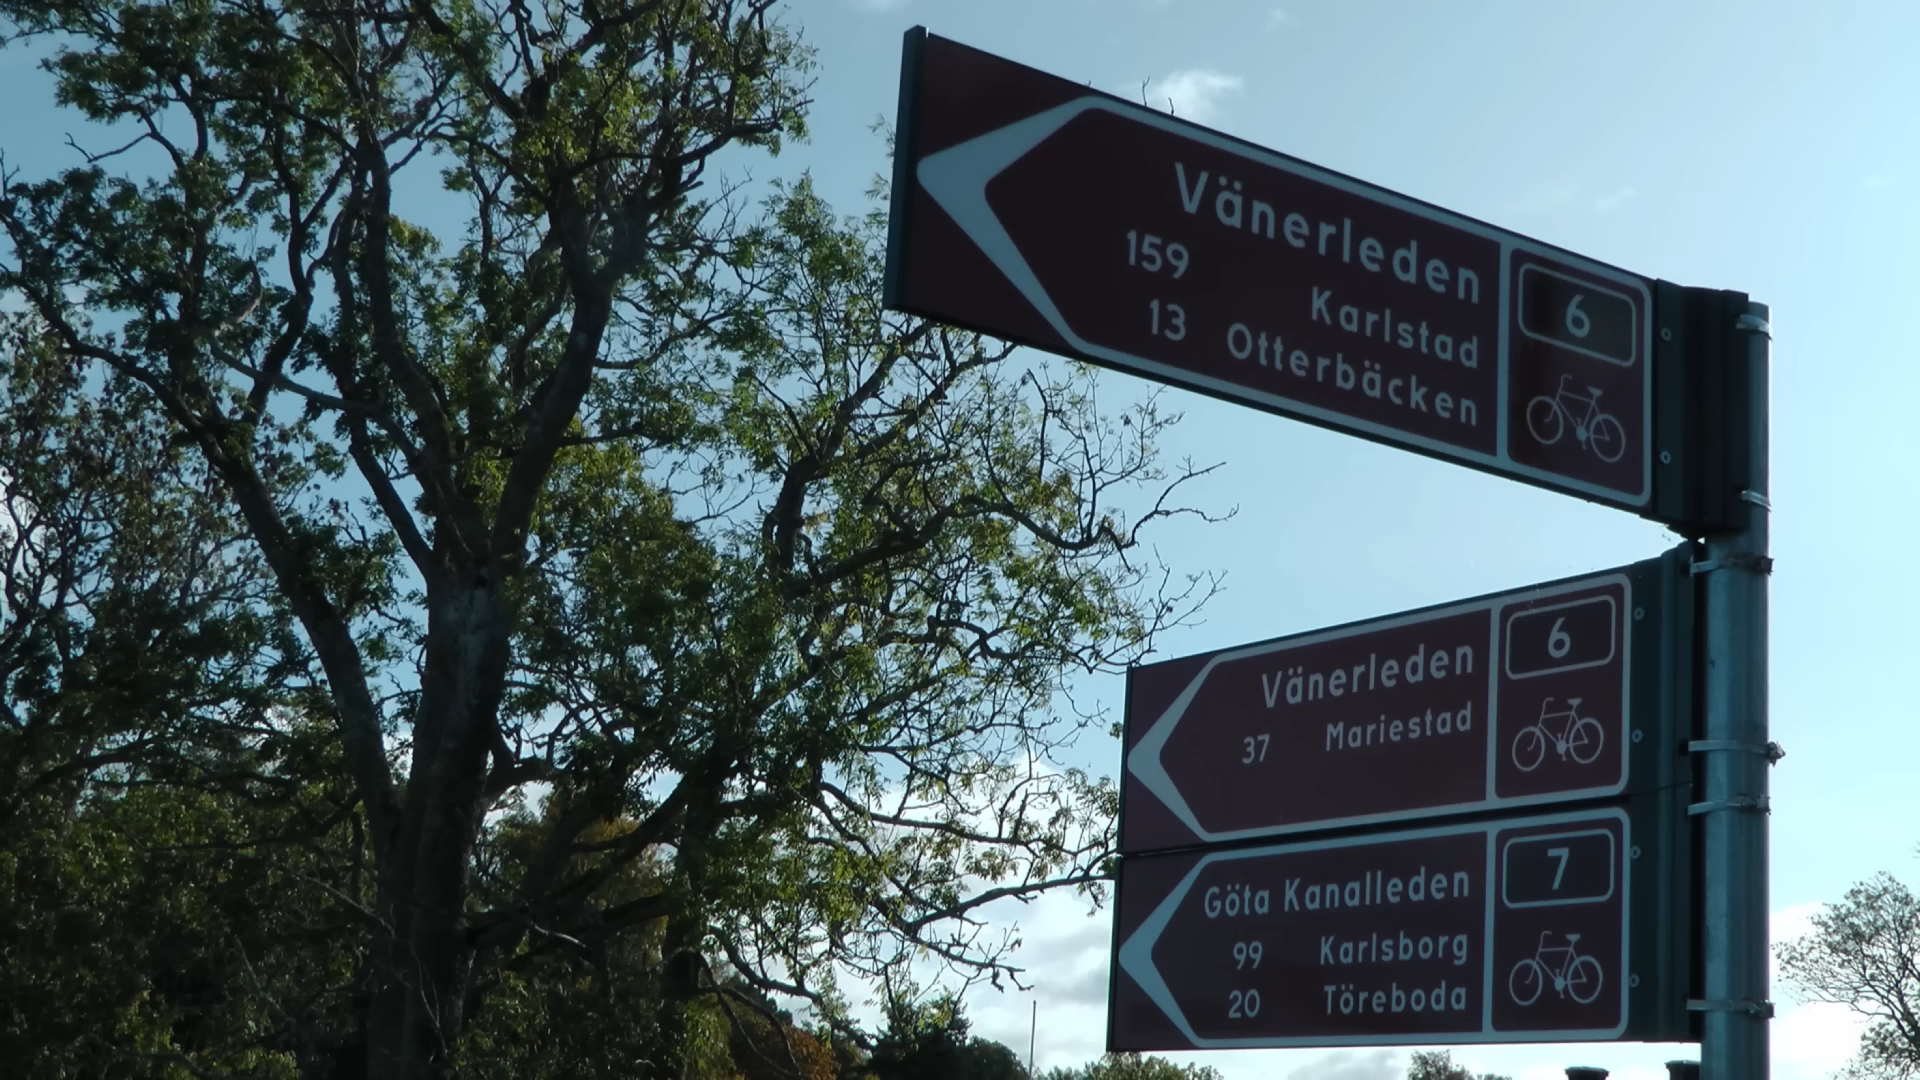 Vänerleden 6
159 Karlstad
13 Otterbäcken
Vänerleden 6
37 Mariestad
Göta Kanalleden 7
99 Karlsborg
20 Töreboda